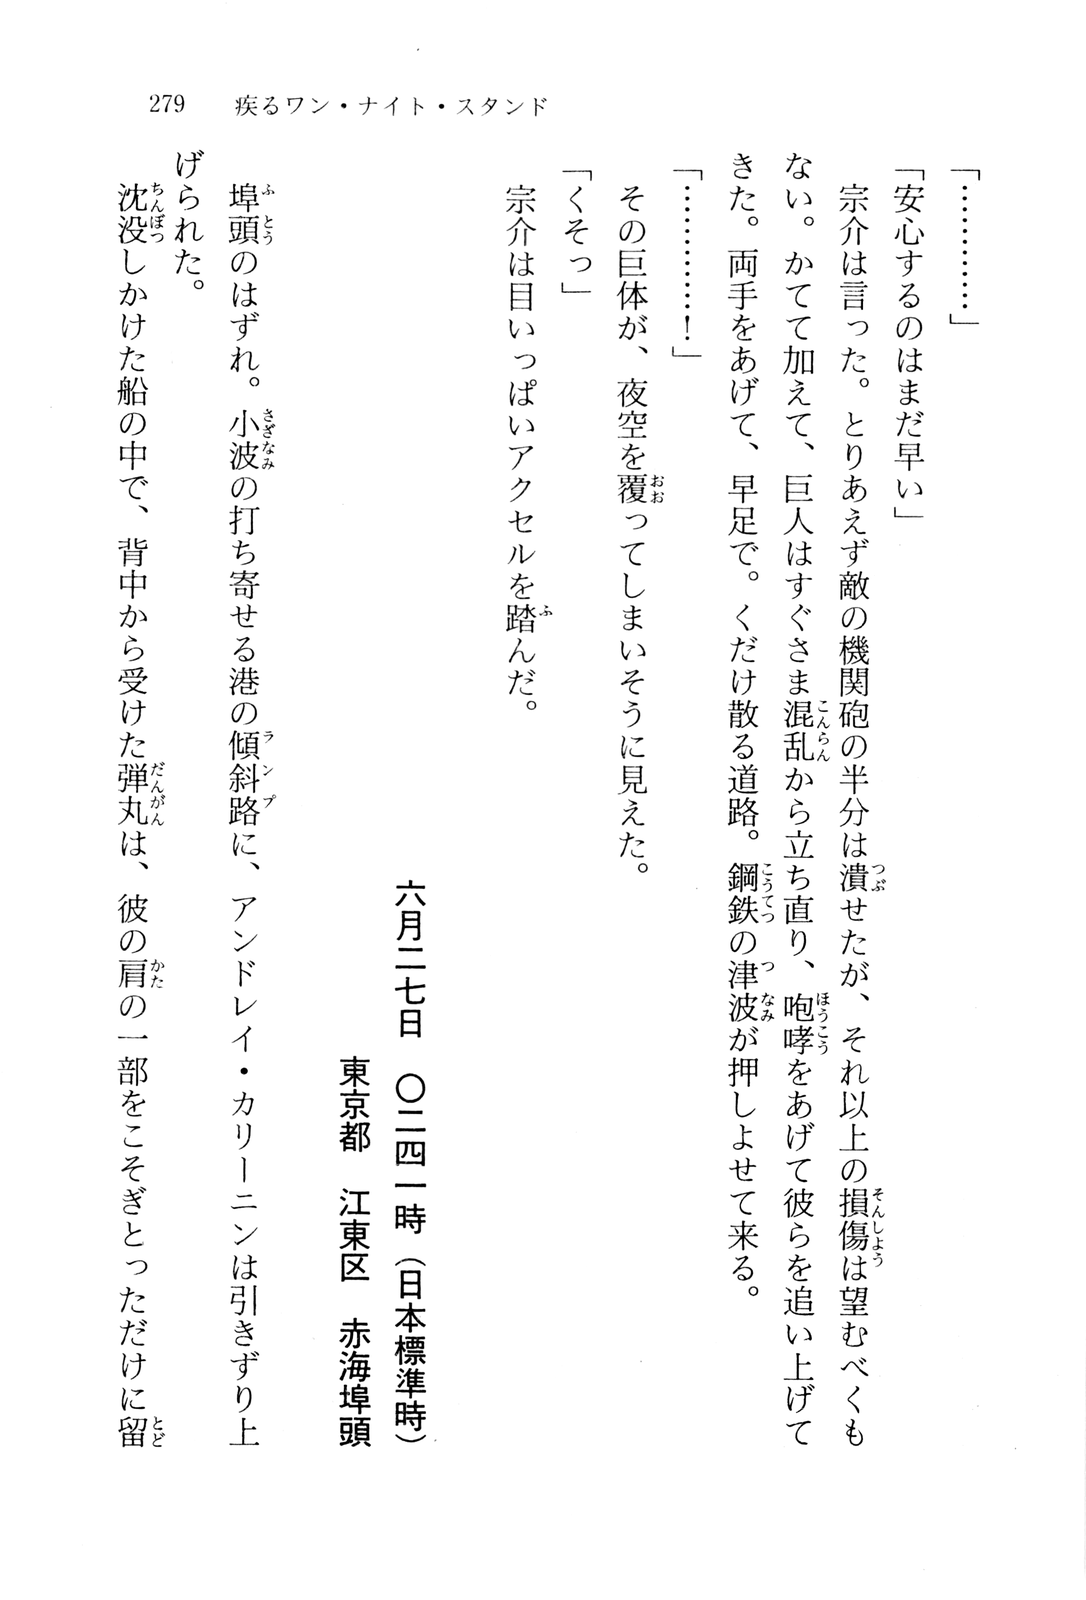 279　疾るワン・ナイト・スタンド
「…………」
「安心するのはまだ早い」
　宗介は言った。とりあえず敵の機関砲の半分は潰せたが、それ以上の損傷は望むべくも
ない。かてて加えて、巨人はすぐさま混乱から立ち直り、咆哮をあげて彼らを追い上げて
きた。両手をあげて、早足で。くだけ散る道路。鋼鉄の津波が押しよせて来る。
「…………！」
　その巨体が、夜空を覆ってしまいそうに見えた。
「くそっ」
　宗介は目いっぱいアクセルを踏んだ。
六月二七日　〇二四一時（日本標準時）
東京都　江東区　赤海埠頭
　埠頭のはずれ。小波の打ち寄せる港の傾斜路に、アンドレイ・カリーニンは引きずり上
げられた。
　沈没しかけた船の中で、背中から受けた弾丸は、彼の肩の一部をこそぎとっただけに留